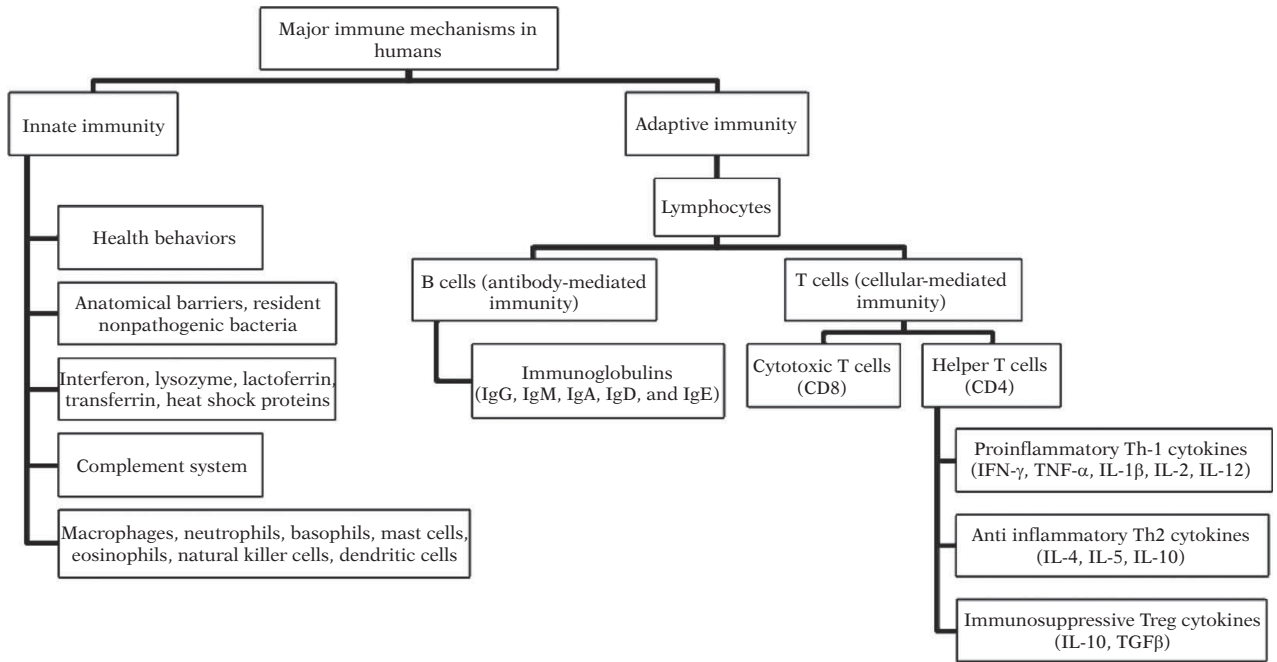 Major immune mechanisms in
humans
Innate immunity
Adaptive immunity
Lymphocytes
Health behaviors
Anatomical barriers, resident
nonpathogenic bacteria
Interferon, lysozyme, lactoferrin,
transferrin, heat shock proteins
Complement system
Macrophages, neutrophils, basophils, mast cells,
eosinophils, natural killer cells, dendritic cells
B cells (antibody-mediated
immunity)
Immunoglobulins
(IgG, IgM, IgA, IgD, and IgE)
T cells (cellular-mediated
immunity)
Cytotoxic T cells
(CD8)
Helper T cells
(CD4)
Proinflammatory Th-1 cytokines
(IFN-γ, TNF-α, IL-1β, IL-2, IL-12)
Anti inflammatory Th2 cytokines
(IL-4, IL-5, IL-10)
Immunosuppressive Treg cytokines
(IL-10, TGFβ)